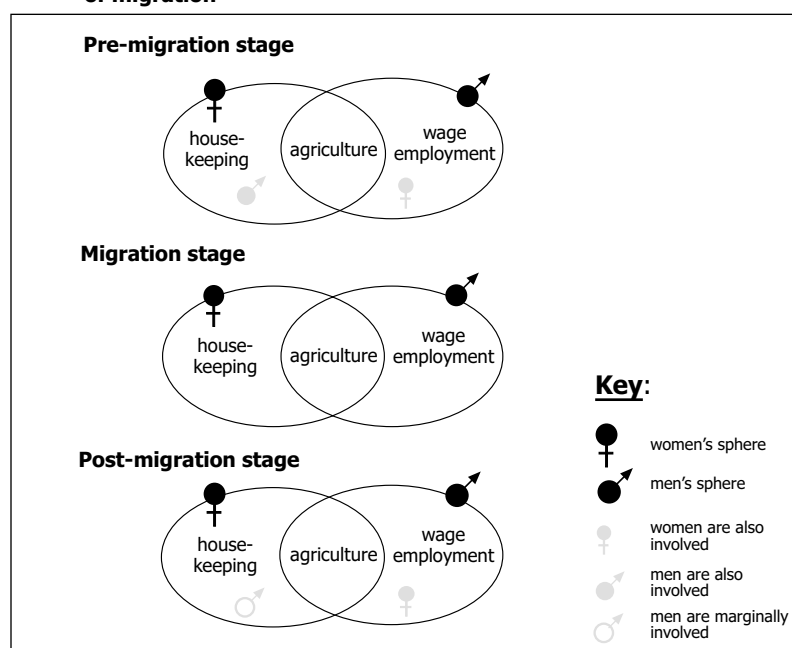 of migration
Pre-migration stage
house-
keeping
agriculture
wage
employment
Migration stage
house-
keeping
agriculture
wage
employment
Post-migration stage
house-
keeping
agriculture
wage
employment
Key:
women's sphere
men's sphere
women are also
involved
men are also
involved
men are marginally
involved